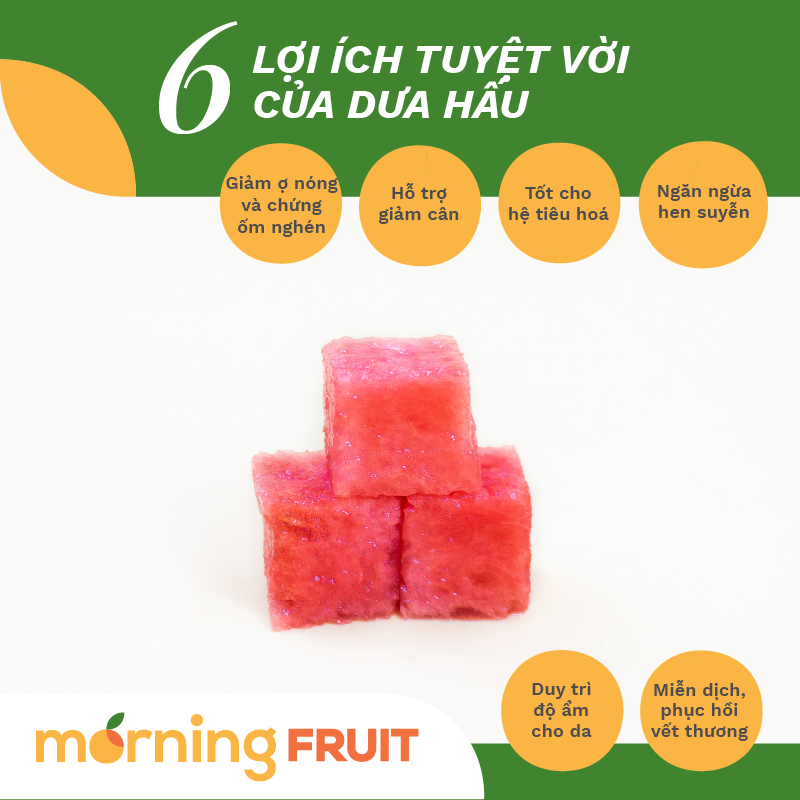 6
LỢI ÍCH TUYỆT VỜI
CỦA DƯA HẤU
Giảm ợ nóng
và chứng
ốm nghén
Hỗ trợ
giảm cân
Tốt cho
hệ tiêu hoá
Ngăn ngừa
hen suyễn
Duy trì
độ ẩm
cho da
Miễn dịch,
phục hồi
vết thương
morning FRUIT